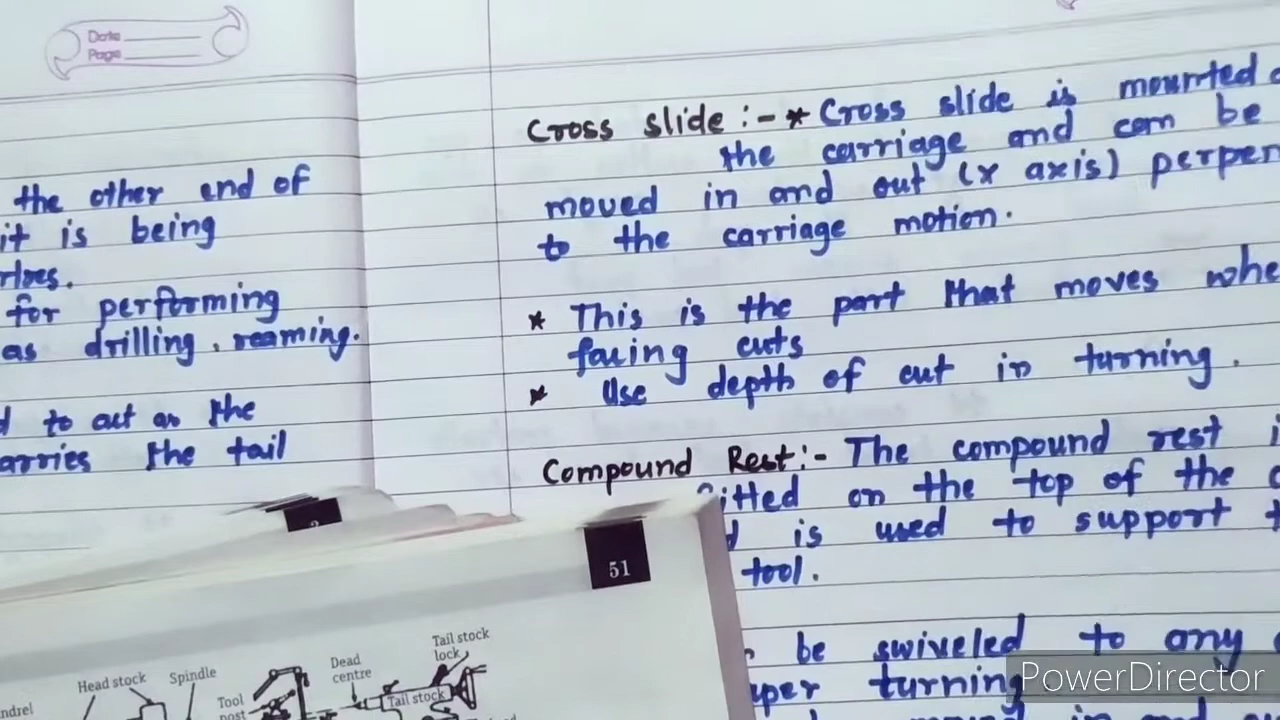 Date
Page
the other end of
it is being
for performing
as drilling, reaming.
to act as the
the tail
Cross slide :- * Cross slide is mounted
the carriage and can be
moved in and out (x axis)
to the carriage motion.
* This is the part that moves
facing cuts
* Use depth of cut in turning.
Compound Rest :- The compound rest
on the top of the
is used to support
tool.
be swiveled to any
turning
in and
2
51
Tail stock
lock
Dead
centre
Head stock
Spindle
Tool
post
Tail stock
PowerDirector